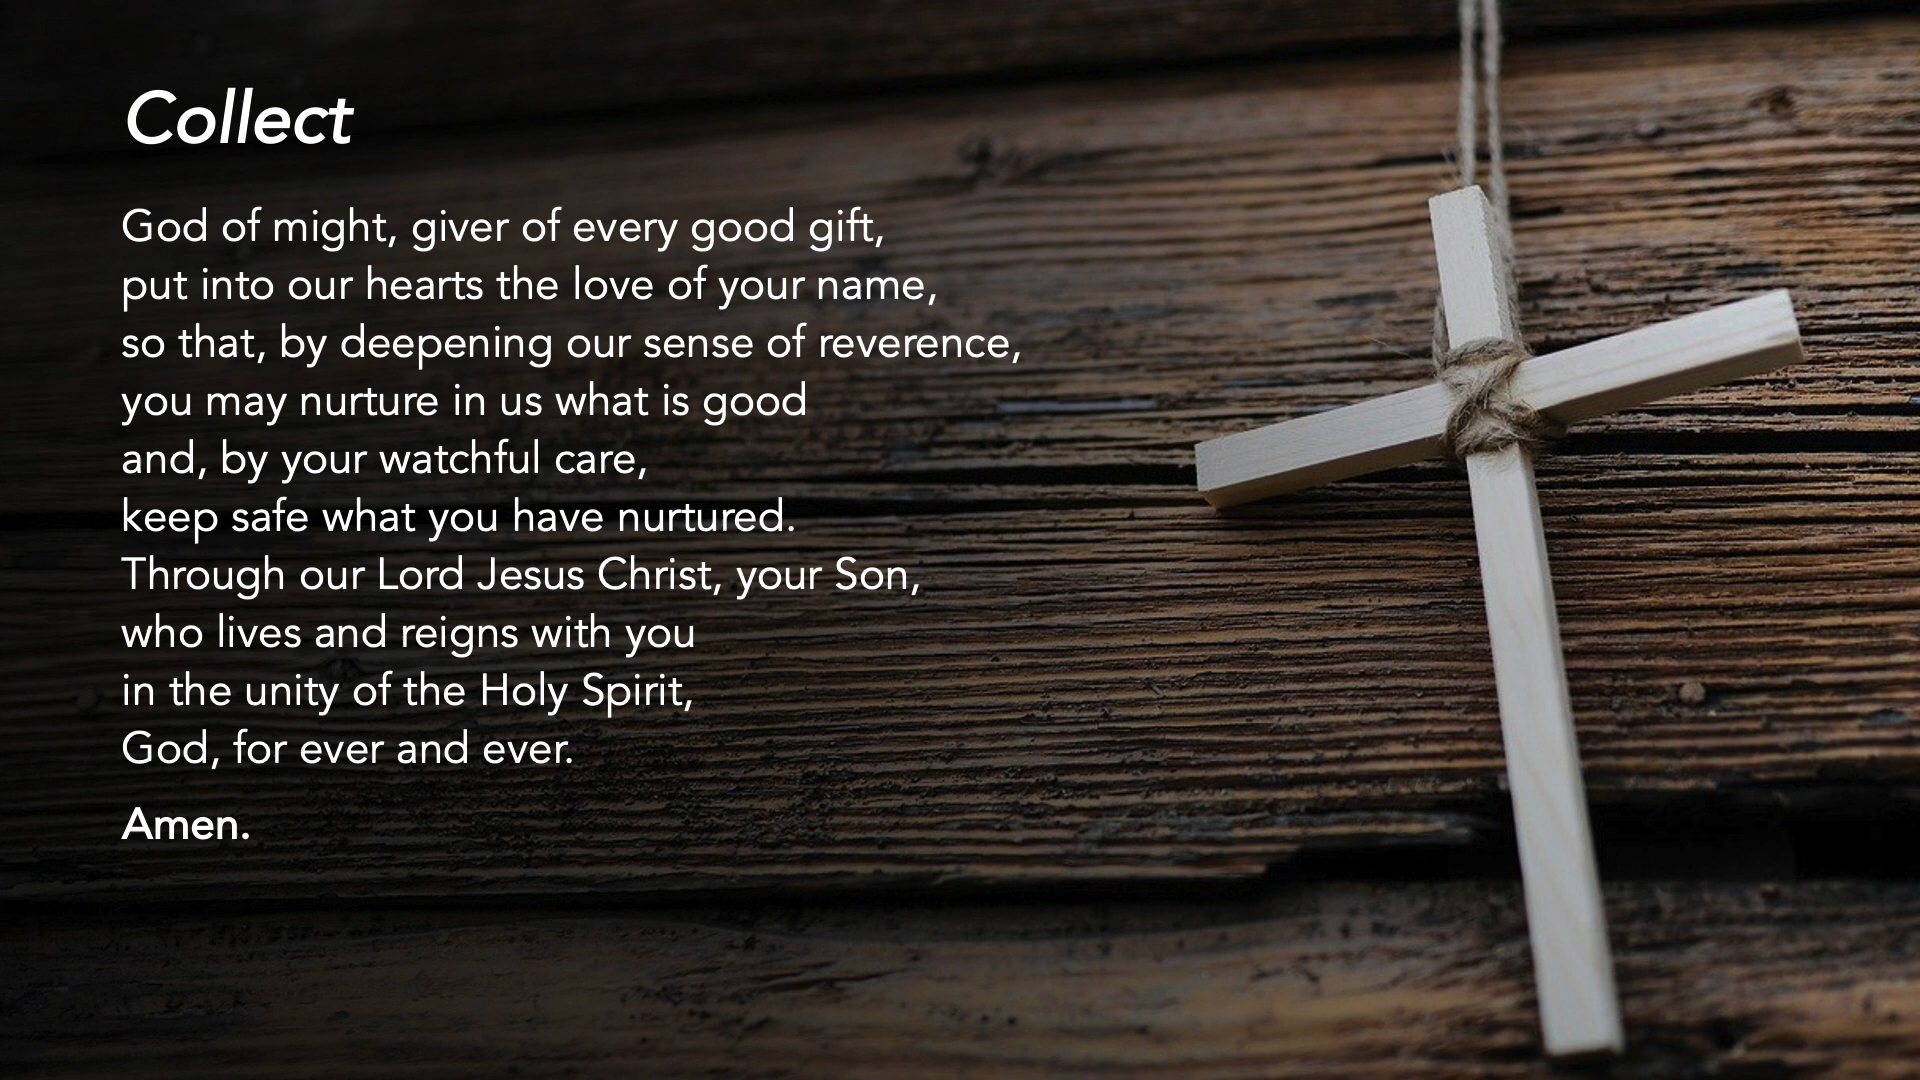 Collect
God of might, giver of every good gift,
put into our hearts the love of your name,
so that, by deepening our sense of reverence,
you may nurture in us what is good
and, by your watchful care,
keep safe what you have nurtured.
Through our Lord Jesus Christ, your Son,
who lives and reigns with you
in the unity of the Holy Spirit,
God, for ever and ever.
Amen.